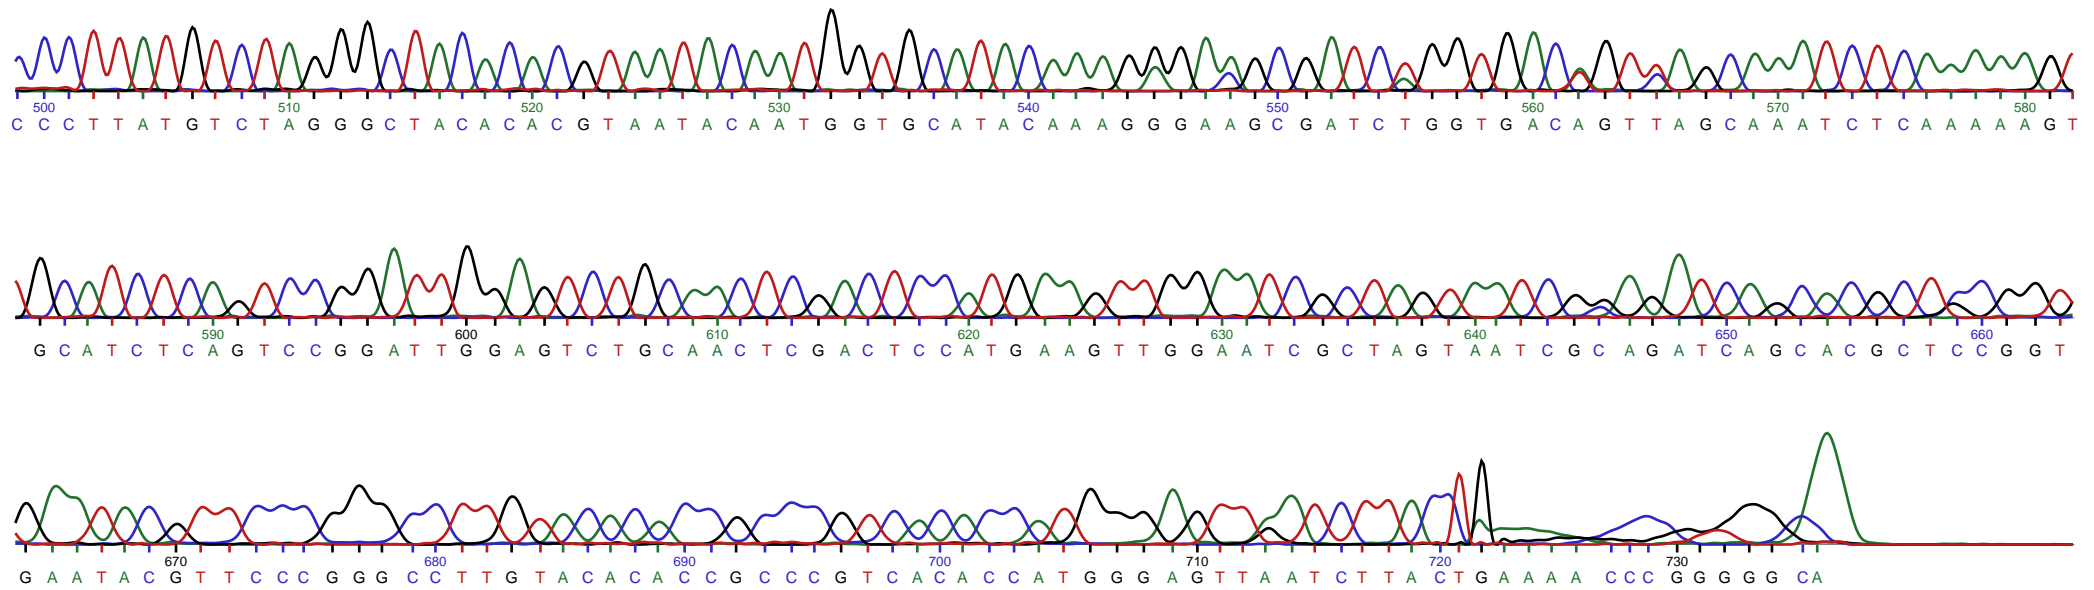 500 510 520 530 540 550 560 570 580
C C C T T A T G T C T A G G G C T A C A C A C G T A A T A C A A T G G T G C A T A C A A A G G G A A G C G A T C T G G T G A C A G T T A G C A A A T C T C A A A A A G T
590 600 610 620 630 640 650 660
G C A T C T C A G T C C G G A T T G G A G T C T G C A A C T C G A C T C C A T G A A G T T G G A A T C G C T A G T A A T C G C A G A T C A G C A C G C T C C G G T
670 680 690 700 710 720 730
G A A T A C G T T C C C G G G C C T T G T A C A C A C C G C C C G T C A C A C C A T G G G A G T T A A T C T T A C T G A A A A C C C G G G G G C A